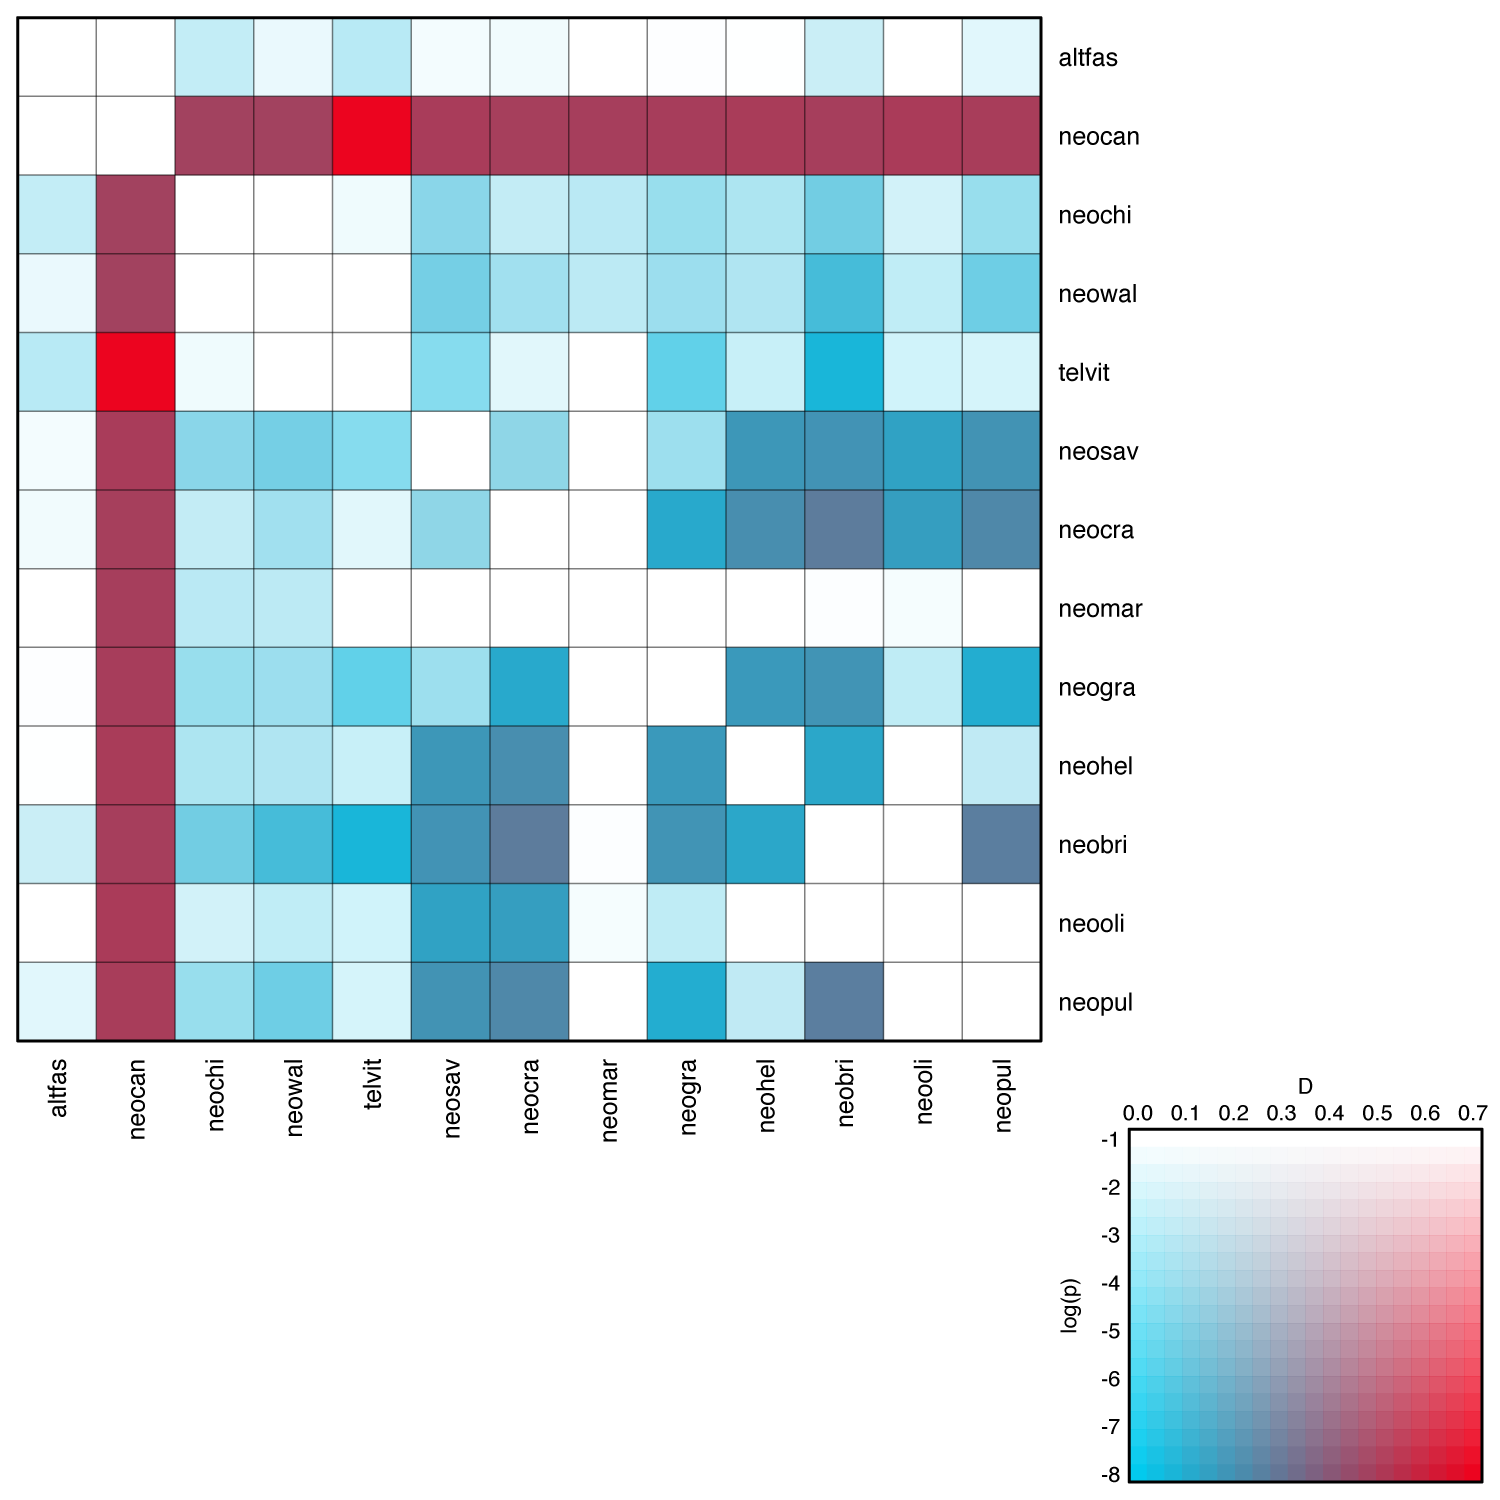 altfas
neocan
neochi
neowal
telvit
neosav
neocra
neomar
neogra
neohel
neobri
neooli
neopul
altfas neocan neochi neowal telvit neosav neocra neomar neogra neohel neobri neooli neopul
D
0.0 0.1 0.2 0.3 0.4 0.5 0.6 0.7
-1
-2
-3
-4
-5
-6
-7
-8
log(p)